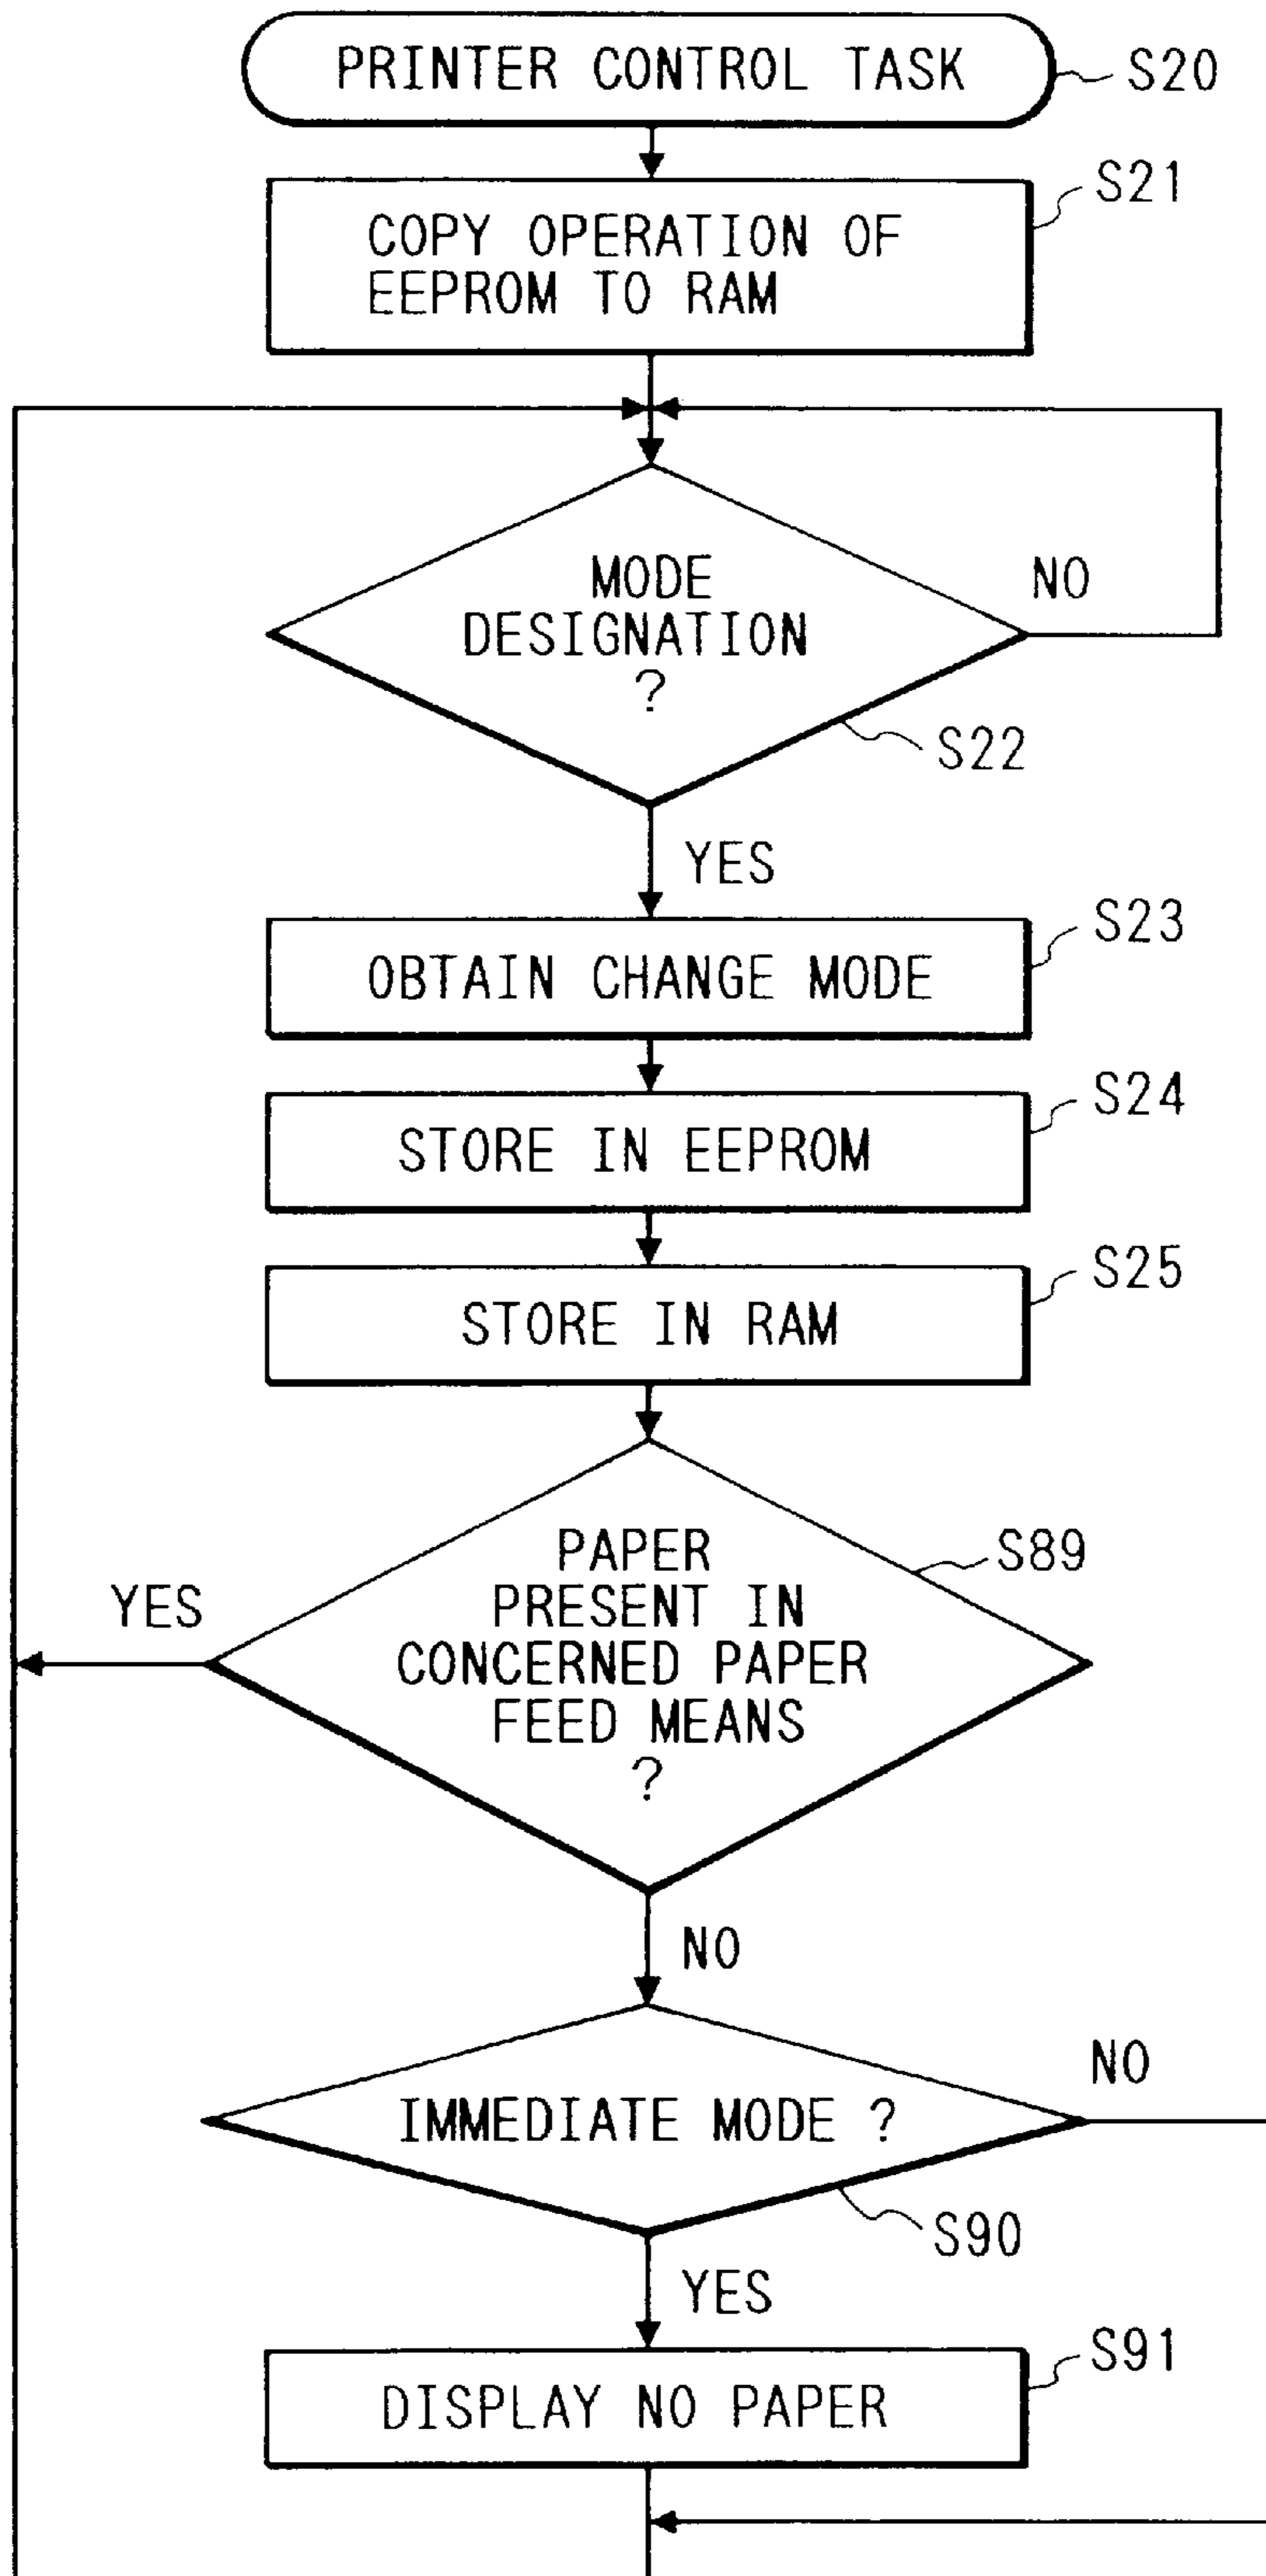 PRINTER CONTROL TASK
S20
S21
COPY OPERATION OF
EEPROM TO RAM
MODE
DESIGNATION
?
NO
S22
YES
S23
OBTAIN CHANGE MODE
S24
STORE IN EEPROM
S25
STORE IN RAM
S89
PAPER
PRESENT IN
CONCERNED PAPER
FEED MEANS
?
YES
NO
NO
IMMEDIATE MODE ?
S90
YES
S91
DISPLAY NO PAPER